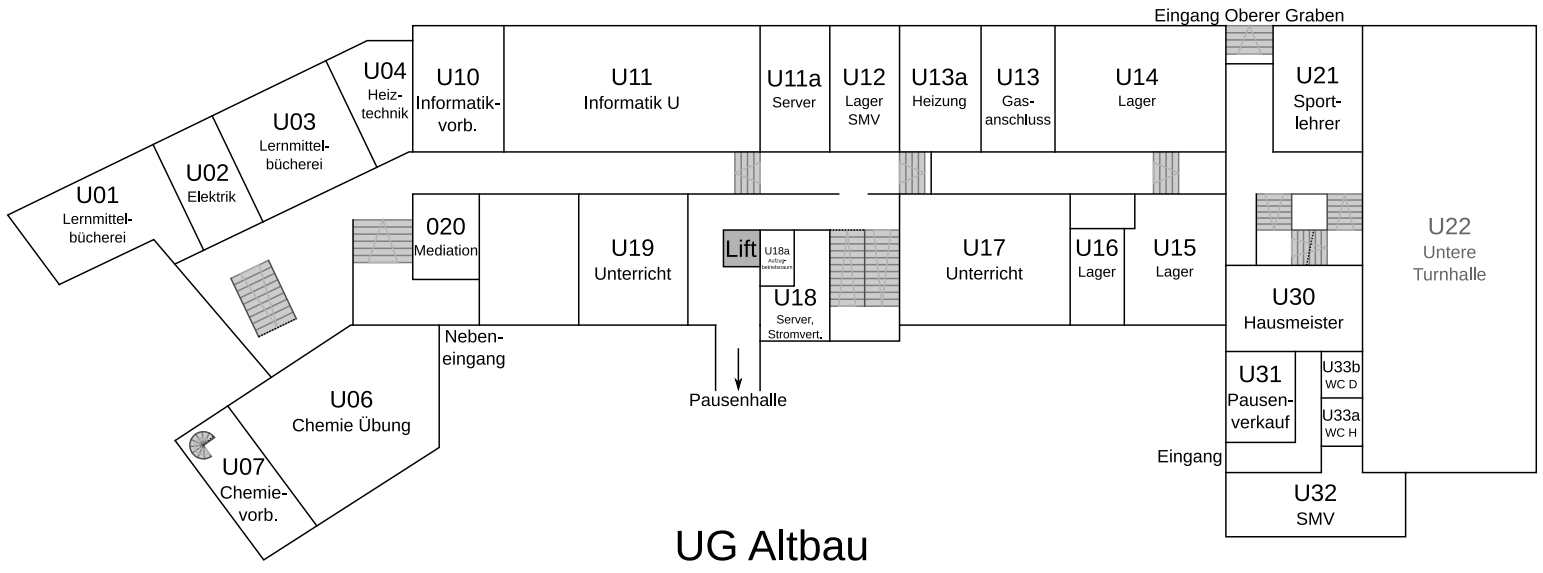 Eingang Oberer Graben
U04
Heiz-
technik
U10
Informatik-
vorb.
U11
Informatik U
U11a
Server
U12
Lager
SMV
U13a
Heizung
U13
Gas-
anschluss
U14
Lager
U21
Sport-
lehrer
U03
Lernmittel-
bücherei
U02
Elektrik
U01
Lernmittel-
bücherei
020
Mediation
U19
Unterricht
Lift
U18a
Aufzug-
betriebsraum
U18
Server,
Stromvert.
U17
Unterricht
U16
Lager
U15
Lager
U22
Untere
Turnhalle
U30
Hausmeister
Neben-
eingang
U31
Pausen-
verkauf
U33b
WC D
U33a
WC H
Pausenhalle
U06
Chemie Übung
U07
Chemie-
vorb.
Eingang
U32
SMV
UG Altbau